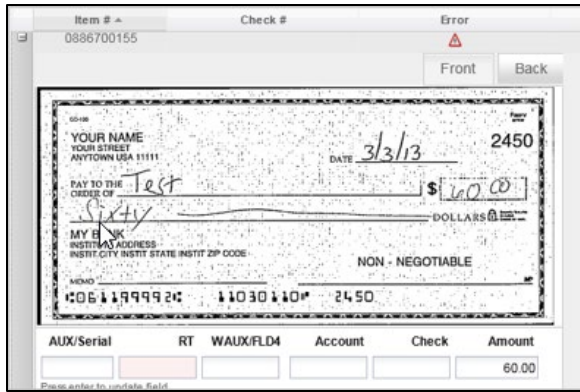 Item # Check # Error
0886700155
Front Back
YOUR NAME
YOUR STREET
ANYTOWN USA 11111
2450
DATE 3/3/13
PAY TO THE
ORDER OF Test $ 60.00
Sixty DOLLARS
MY BANK
ADDRESS
INSTIT CITY INSTIT STATE INSTIT ZIP CODE
NON - NEGOTIABLE
MEMO
⑆061199992⑆ 11030110⑈ 2450
AUX/Serial RT WAUX/FLD4 Account Check Amount
60.00
Press enter to update field